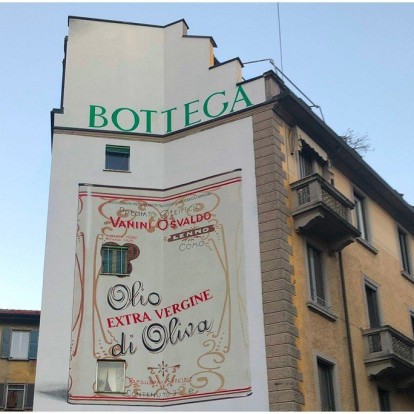 BOTTEGA
VANINI OSVALDO
LENNO
COMO
Olio
EXTRA VERGINE
di Oliva